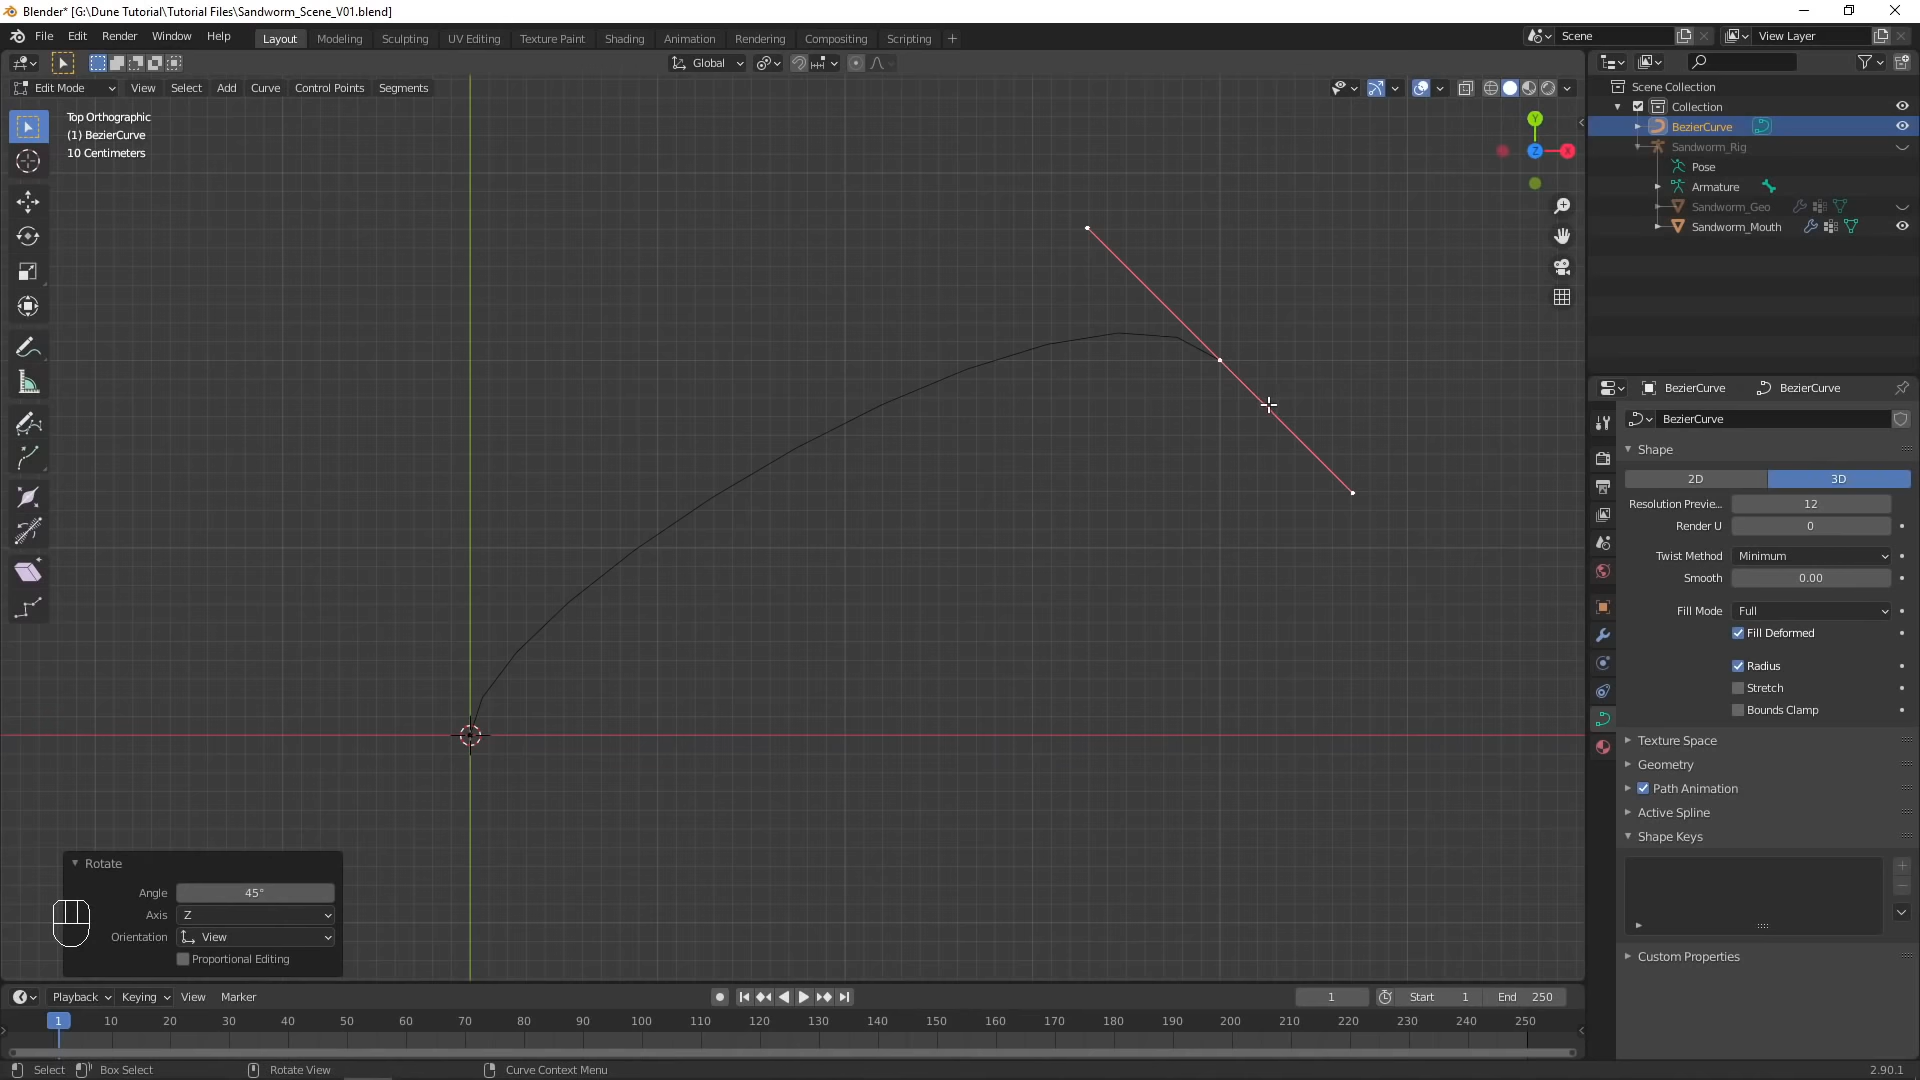 Blender* [G:\Dune Tutorial\Tutorial Files\Sandworm_Scene_V01.blend]
File Edit Render Window Help
Layout Modeling Sculpting UV Editing Texture Paint Shading Animation Rendering Compositing Scripting +
Scene
View Layer
Global
Edit Mode View Select Add Curve Control Points Segments
Top Orthographic
(1) BezierCurve
10 Centimeters
Y
Z
X
Scene Collection
Collection
BezierCurve
Sandworm_Rig
Pose
Armature
Sandworm_Geo
Sandworm_Mouth
BezierCurve BezierCurve
BezierCurve
Shape
2D 3D
Resolution Previe... 12
Render U 0
Twist Method Minimum
Smooth 0.00
Fill Mode Full
Fill Deformed
Radius
Stretch
Bounds Clamp
Texture Space
Geometry
Path Animation
Active Spline
Shape Keys
Custom Properties
Rotate
Angle 45°
Axis Z
Orientation View
Proportional Editing
Playback Keying View Marker
1 Start 1 End 250
1 10 20 30 40 50 60 70 80 90 100 110 120 130 140 150 160 170 180 190 200 210 220 230 240 250
Select Box Select Rotate View Curve Context Menu 2.90.1